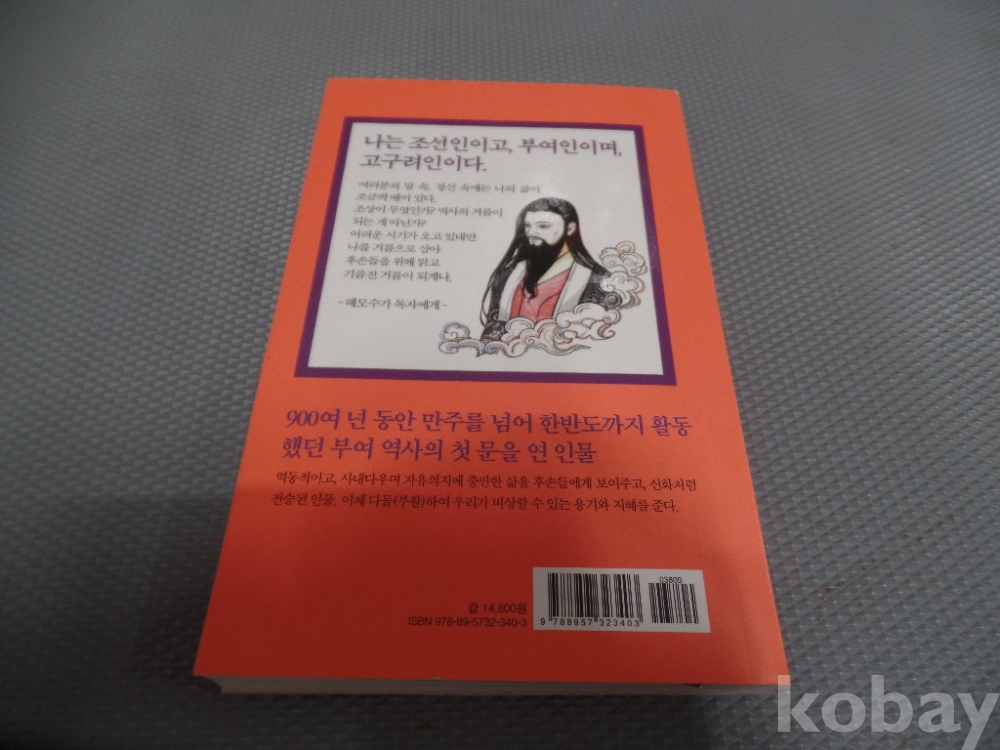 나는 조선인이고, 부여인이며,
고구려인이다.
여러분의 말 속, 정신 속에는 나의 삶이
조금씩 배어 있다.
조상이 무엇인가? 역사의 거름이
되는 게 아닌가?
어려운 시기가 오고 있네만
나를 거름으로 삼아
후손들을 위해 맑고
기름진 거름이 되게나.
- 해모수가 독자에게 -
900여 년 동안 만주를 넘어 한반도까지 활동
했던 부여 역사의 첫 문을 연 인물
역동적이고, 사내다우며 자유의지에 충만한 삶을 후손들에게 보여주고, 신화처럼
전승된 인물. 이제 다물(부활)하여 우리가 비상할 수 있는 용기와 지혜를 준다.
03800
값 14,800원
ISBN 978-89-5732-340-3
9 788957 323403
kobay